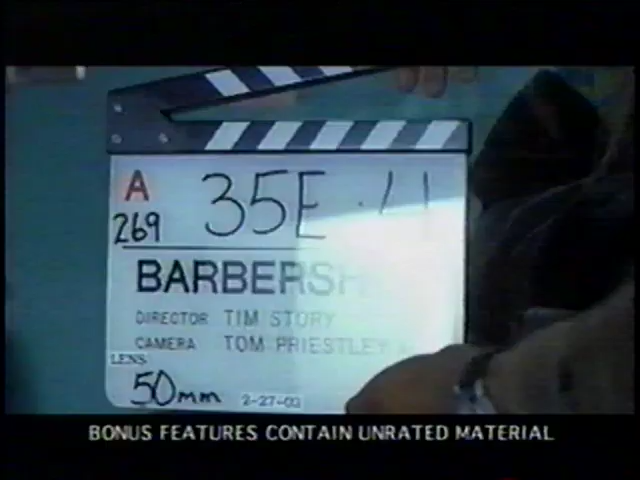 A
269
35E
BARBERSH
DIRECTOR TIM STORY
CAMERA TOM PRIESTLEY
LENS
50mm
2-27-02
BONUS FEATURES CONTAIN UNRATED MATERIAL